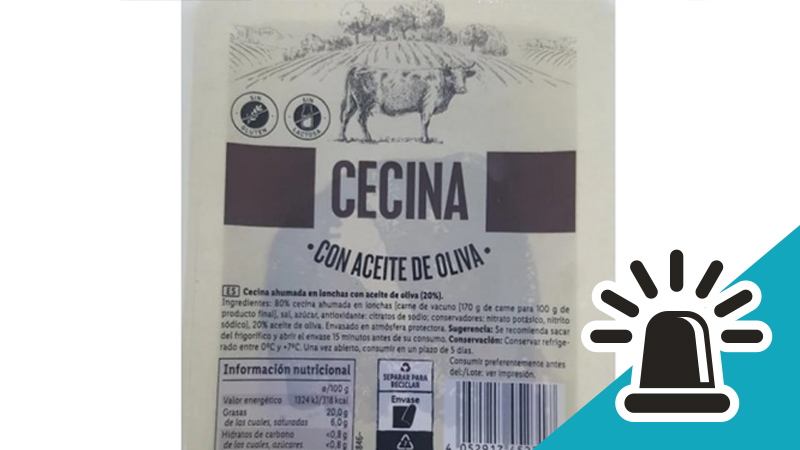 SIN GLUTEN
SIN LACTOSA
CECINA
• CON ACEITE DE OLIVA •
ES Cecina ahumada en lonchas con aceite de oliva (20%).
Ingredientes: 80% cecina ahumada en lonchas [carne de vacuno (170 g de carne para 100 g de
producto final), sal, azúcar, antioxidante: citratos de sodio; conservadores: nitrato potásico, nitrito
sódico], 20% aceite de oliva. Envasado en atmósfera protectora. Sugerencia: Se recomienda sacar
del frigorífico y abrir el envase 15 minutos antes de su consumo. Conservación: Conservar refrige-
rado entre 0ºC y +7ºC. Una vez abierto, consumir en un plazo de 5 días.
Consumir preferentemente antes
del:/Lote: ver impresión.
Información nutricional
ø/100 g
Valor energético 1324 kJ/318 kcal
Grasas 20,0 g
de las cuales, saturadas 6,0 g
Hidratos de carbono <0,8 g
de los cuales, azúcares <0,8 g
SEPARAR PARA
RECICLAR
Envase
846-
4 052917